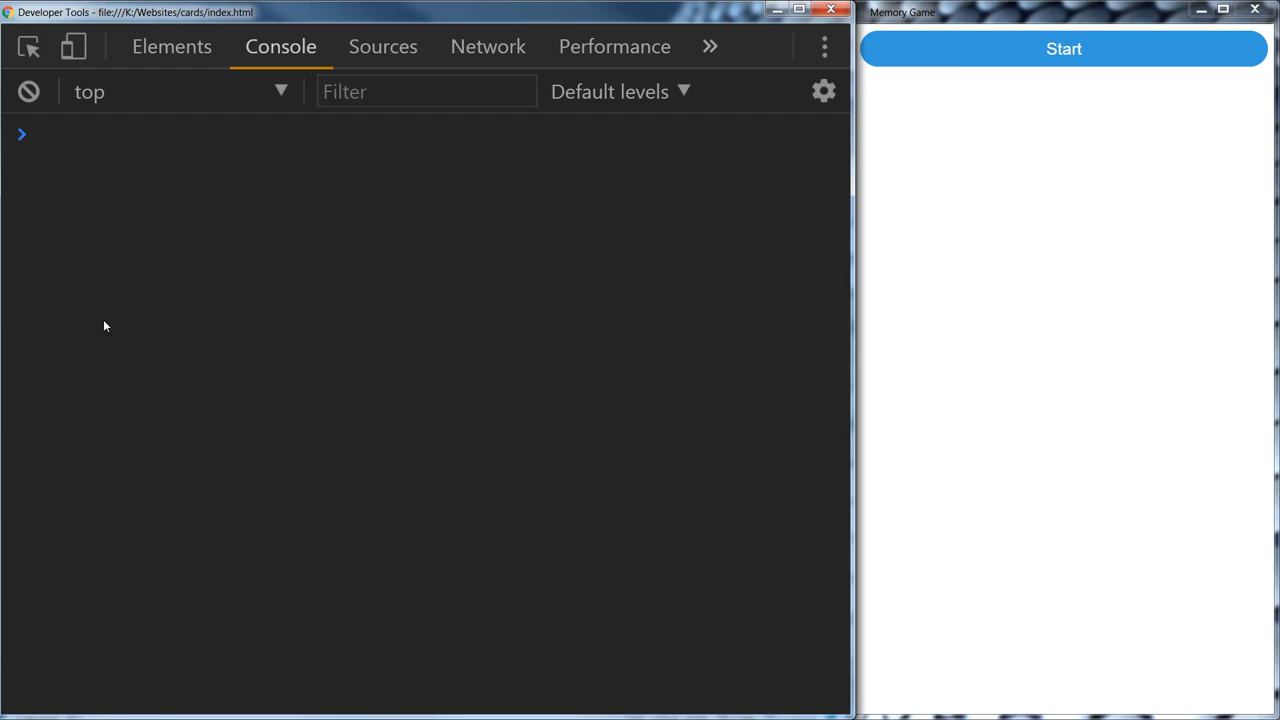 Developer Tools - file:///K:/Websites/cards/index.html
Elements Console Sources Network Performance »
top Filter Default levels
>
Memory Game
Start